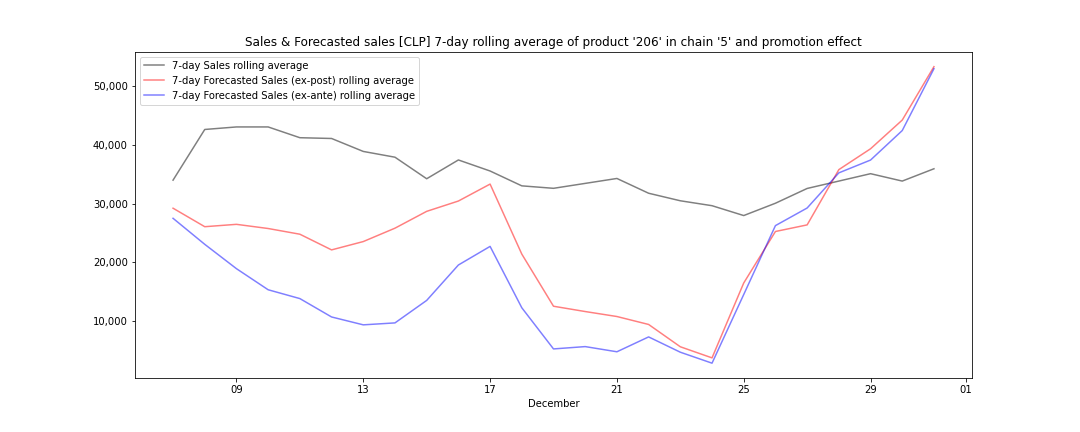 Sales & Forecasted sales [CLP] 7-day rolling average of product '206' in chain '5' and promotion effect
7-day Sales rolling average
7-day Forecasted Sales (ex-post) rolling average
7-day Forecasted Sales (ex-ante) rolling average
50,000
40,000
30,000
20,000
10,000
09 13 17 21 25 29 01
December